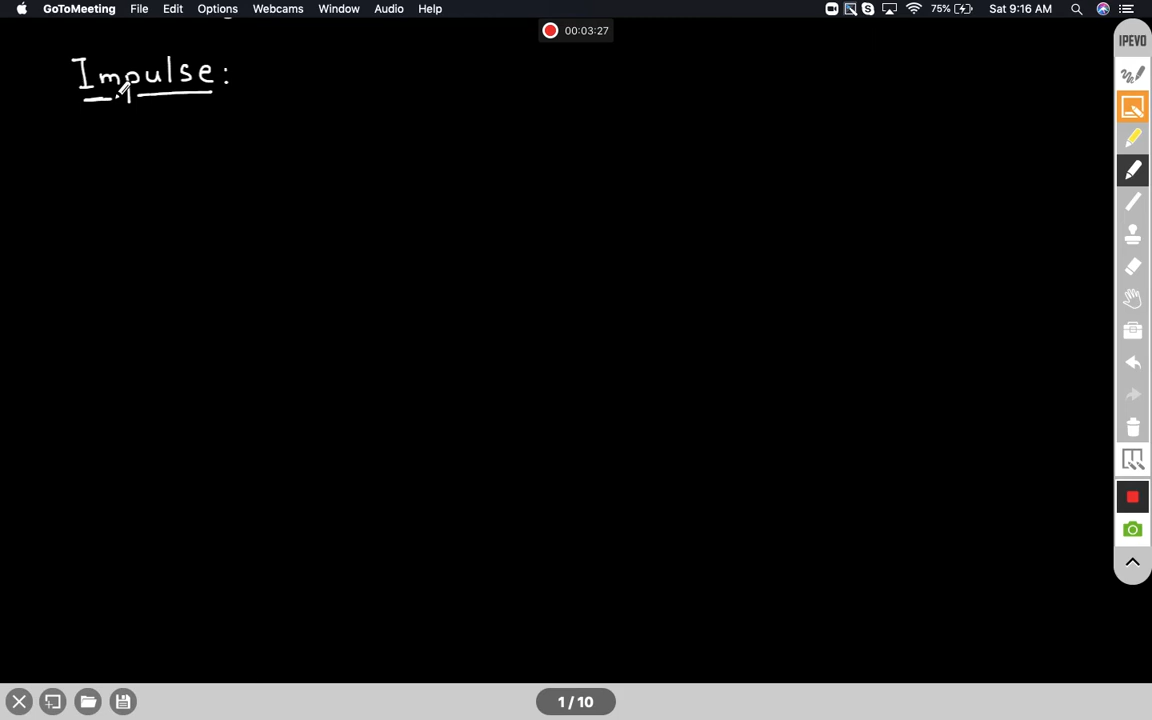 GoToMeeting File Edit Options Webcams Window Audio Help 75% Sat 9:16 AM
00:03:27
IPEVO
Impulse:
1 / 10